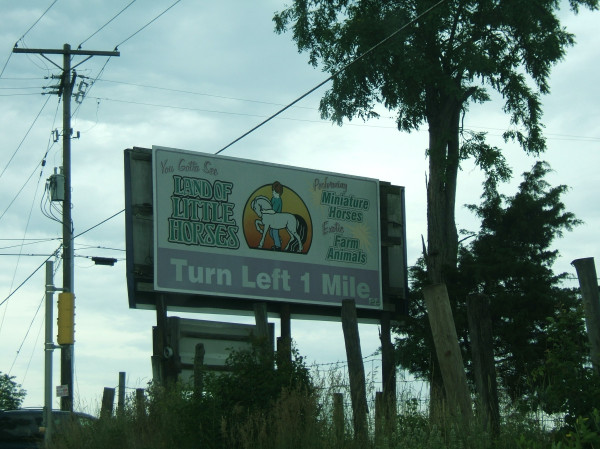 You Gotta See
LAND OF
LITTLE
HORSES
Performing
Miniature
Horses
Exotic
Farm
Animals
Turn Left 1 Mile